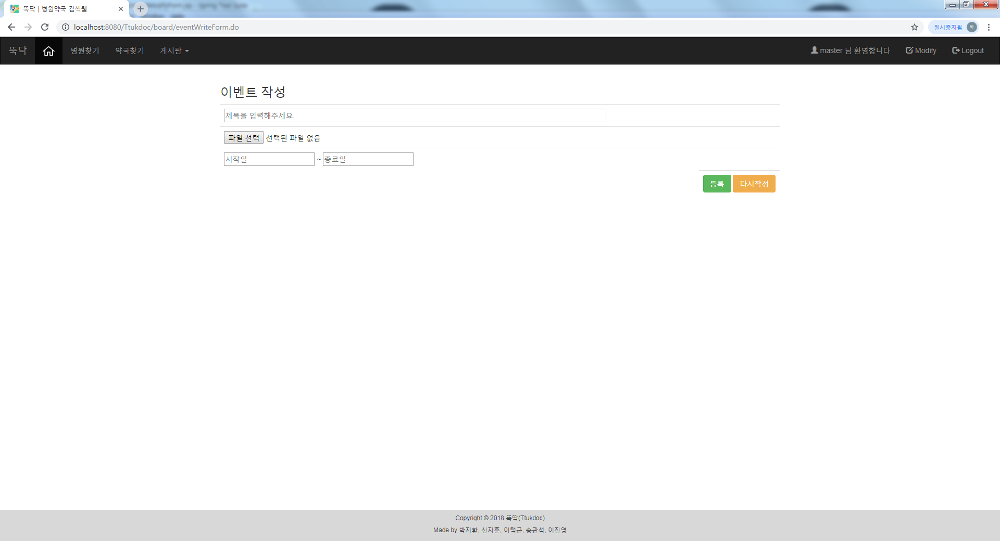 뚝닥 | 병원약국 검색웹
localhost:8080/Ttukdoc/board/eventWriteForm.do
일시중지됨 박
뚝닥 병원찾기 약국찾기 게시판 master 님 환영합니다 Modify Logout
이벤트 작성
제목을 입력해주세요.
파일 선택 선택된 파일 없음
시작일 ~ 종료일
등록 다시작성
Copyright © 2018 뚝딱(Ttukdoc)
Made by 박지환, 신지훈, 이택근, 송관석, 이진영